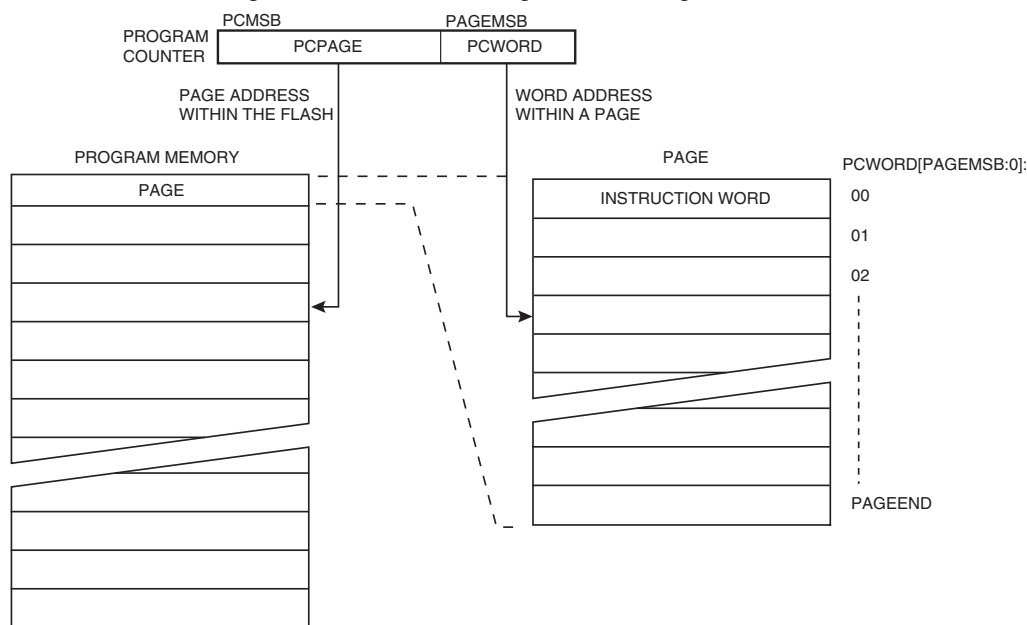 PCMSB
PAGEMSB
PROGRAM
COUNTER
PCPAGE
PCWORD
PAGE ADDRESS
WITHIN THE FLASH
WORD ADDRESS
WITHIN A PAGE
PROGRAM MEMORY
PAGE
PAGE
PCWORD[PAGEMSB:0]:
INSTRUCTION WORD
00
01
02
PAGEEND